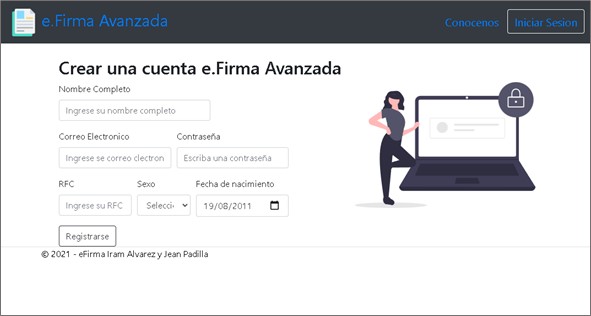 e.Firma Avanzada
Conocenos
Iniciar Sesion
Crear una cuenta e.Firma Avanzada
Nombre Completo
Ingrese su nombre completo
Correo Electronico Contraseña
Ingrese se correo clectron Escriba una contraseña
RFC Sexo Fecha de nacimiento
Ingrese su RFC Selecci 19/08/2011
Registrarse
© 2021 - eFirma Iram Alvarez y Jean Padilla